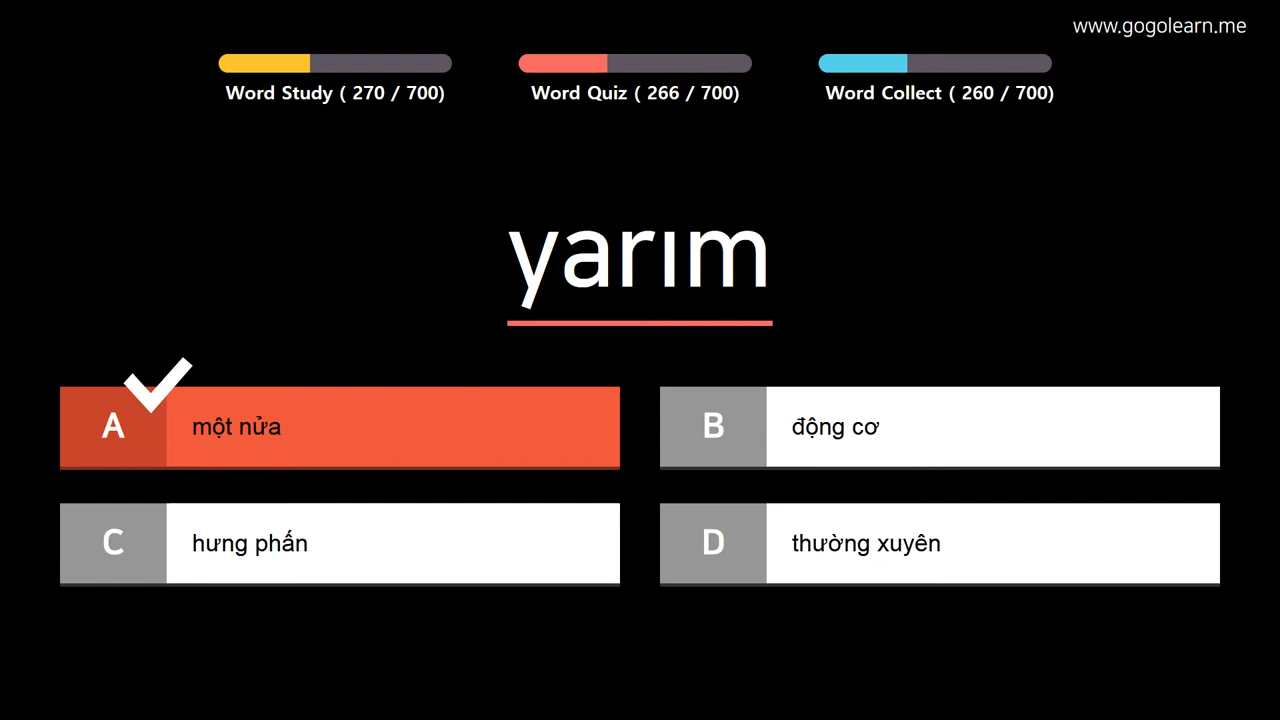 www.gogolearn.me
Word Study ( 270 / 700)
Word Quiz ( 266 / 700)
Word Collect ( 260 / 700)
yarım
A
một nửa
B
động cơ
C
hưng phấn
D
thường xuyên